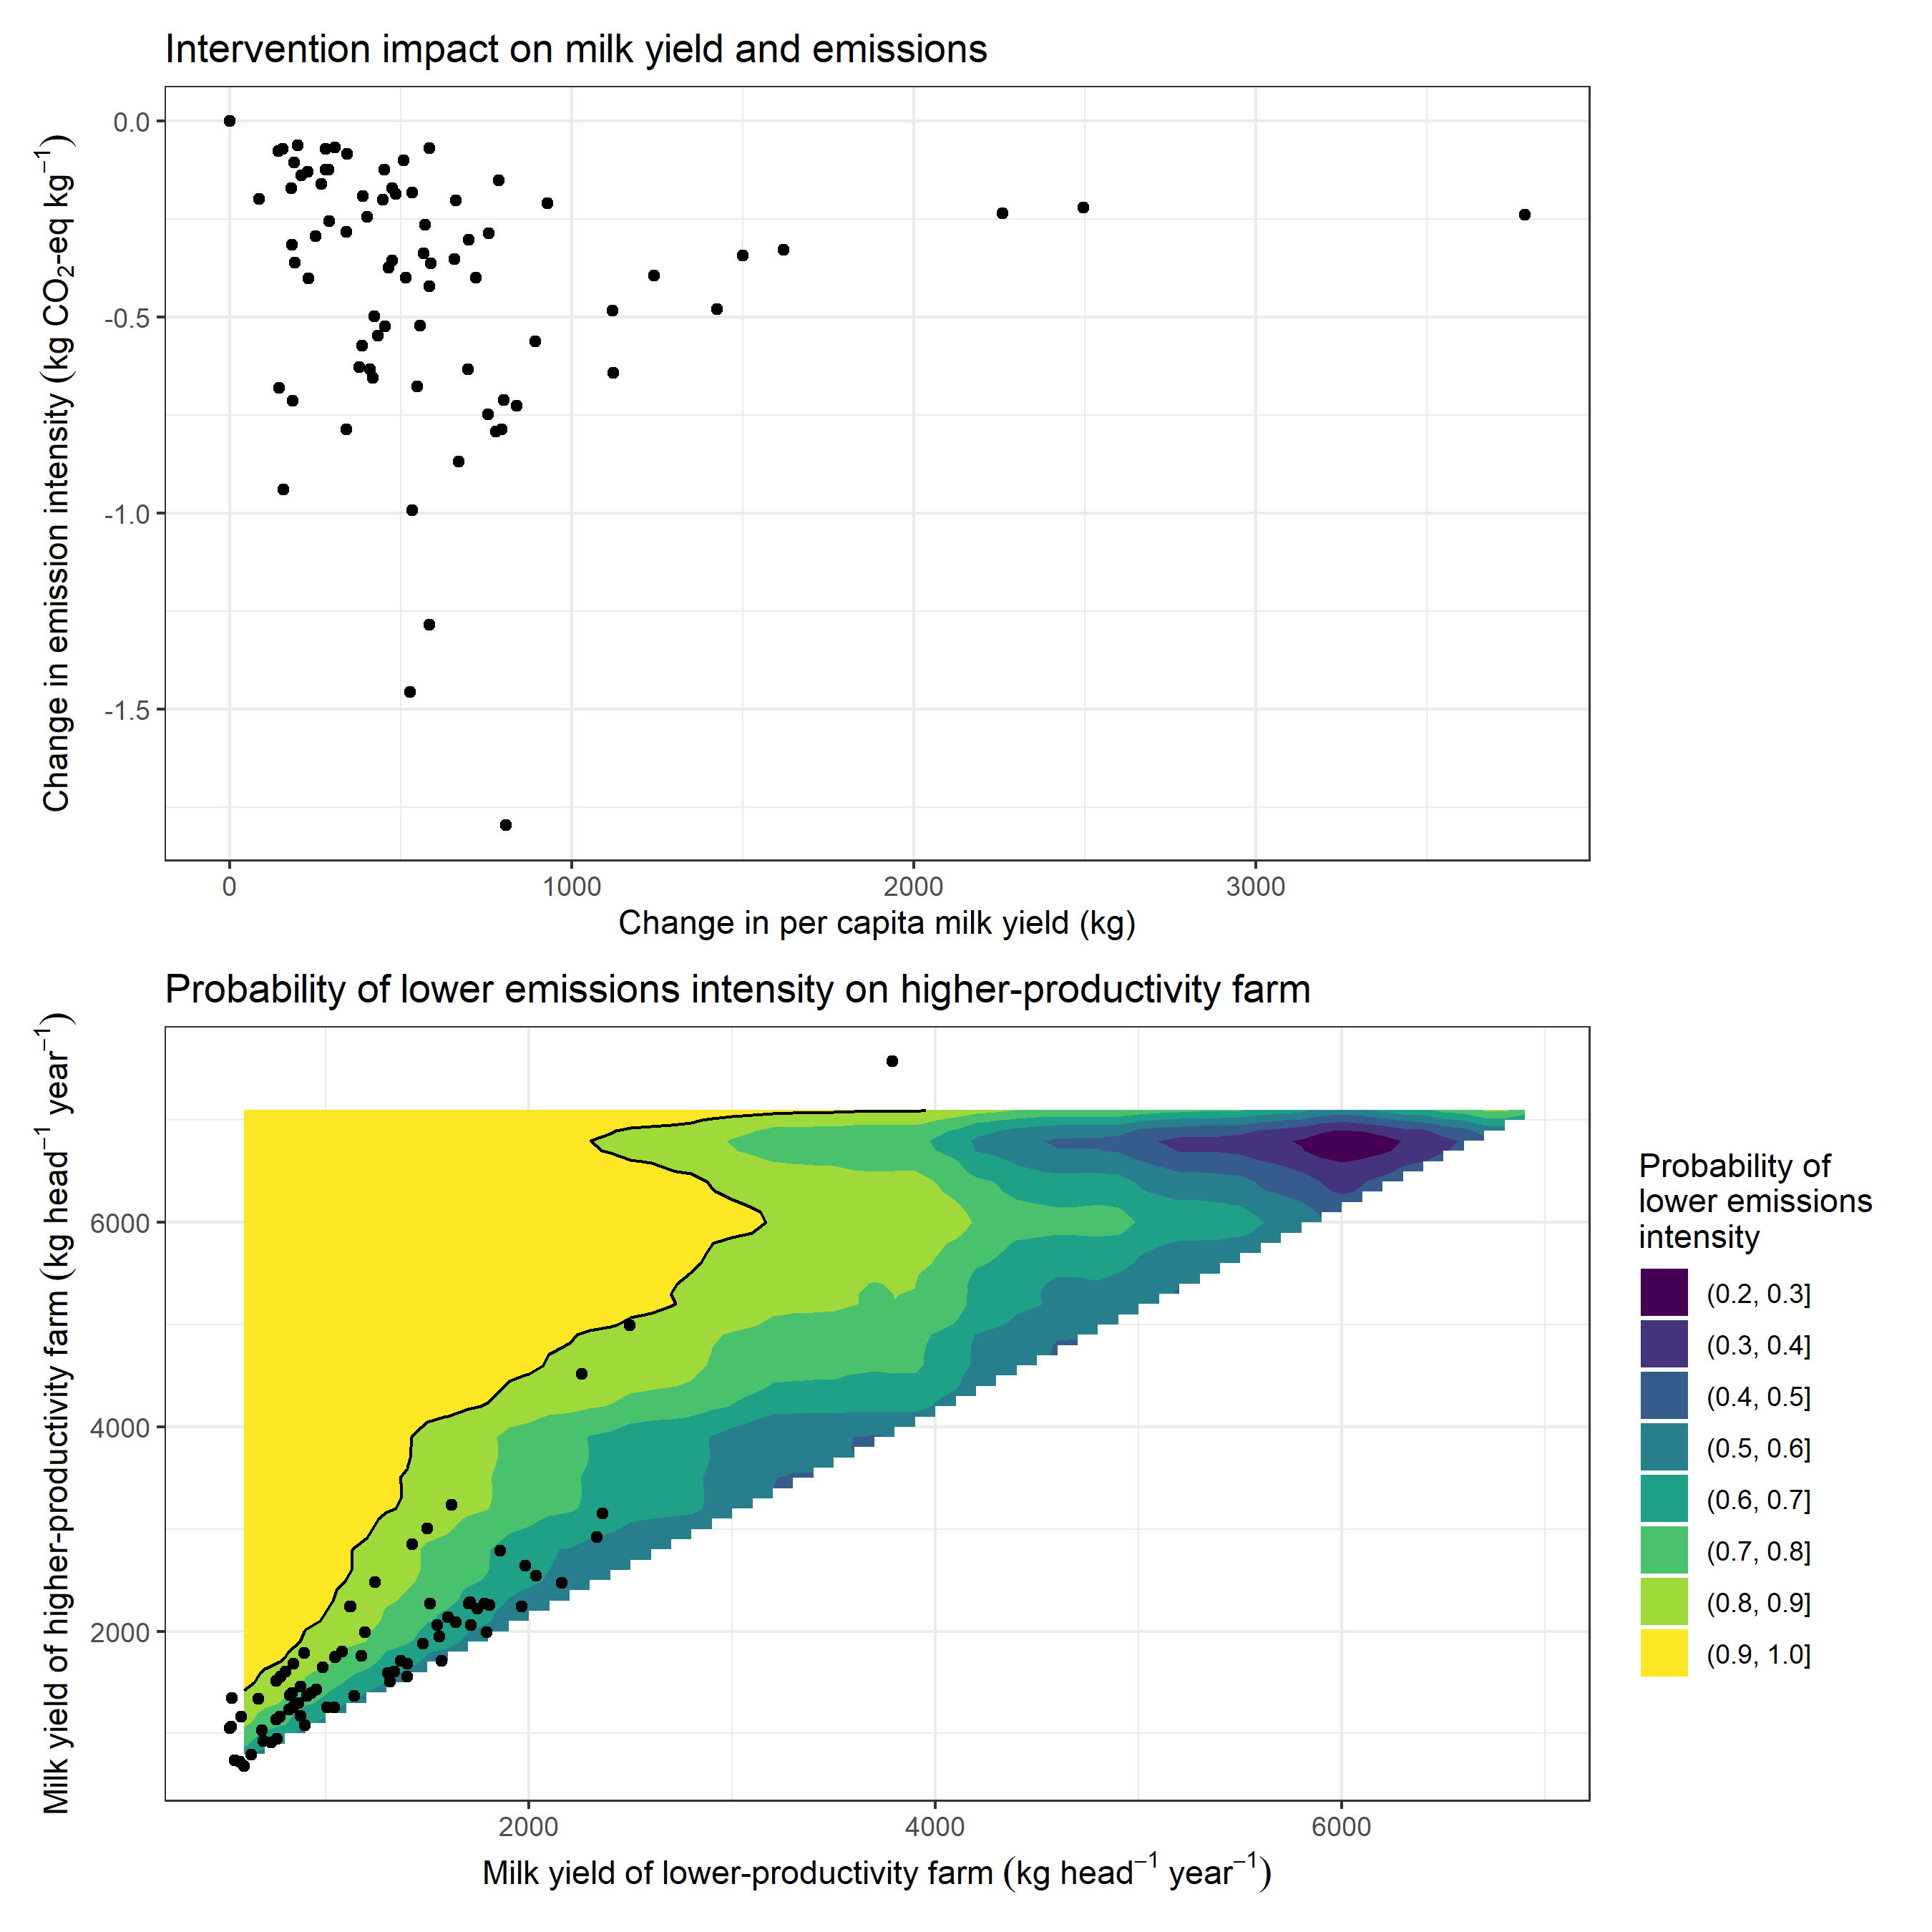 Intervention impact on milk yield and emissions
Change in emission intensity (kg CO₂-eq kg⁻¹)
0.0
-0.5
-1.0
-1.5
0 1000 2000 3000
Change in per capita milk yield (kg)
Probability of lower emissions intensity on higher-productivity farm
Milk yield of higher-productivity farm (kg head⁻¹ year⁻¹)
6000
4000
2000
2000 4000 6000
Milk yield of lower-productivity farm (kg head⁻¹ year⁻¹)
Probability of
lower emissions
intensity
(0.2, 0.3]
(0.3, 0.4]
(0.4, 0.5]
(0.5, 0.6]
(0.6, 0.7]
(0.7, 0.8]
(0.8, 0.9]
(0.9, 1.0]